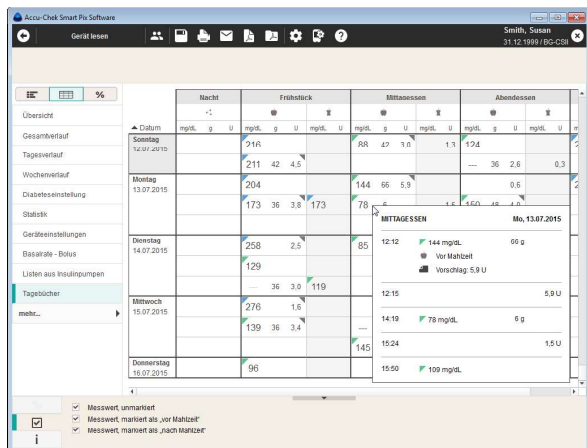 Accu-Chek Smart Pix Software
Gerät lesen
Smith, Susan
31.12.1999 / BG-CSII
%
Nacht Frühstück Mittagessen Abendessen
Übersicht
Gesamtverlauf
Tagesverlauf
Wochenverlauf
Diabeteseinstellung
Statistik
Geräteeinstellungen
Basalrate - Bolus
Listen aus Insulinpumpen
Tagebücher
mehr...
Datum mg/dL g U mg/dL g U mg/dL U mg/dL g U mg/dL U mg/dL g U mg/dL U
Sonntag 216 88 42 3,0 1,3 124
12.07.2015
211 42 4,5 --- 36 2,6 0,3
Montag 204 144 66 5,9 0,6
13.07.2015
173 36 3,8 173 78 6 1,5 150 48 4,0
Dienstag 258 2,5 85
14.07.2015
129
--- 36 3,0 119
Mittwoch 276 1,6
15.07.2015
139 36 3,4 ---
145
Donnerstag 96
16.07.2015
MITTAGESSEN Mo, 13.07.2015
12:12 144 mg/dL 66 g
Vor Mahlzeit
Vorschlag: 5,9 U
12:15 5,9 U
14:19 78 mg/dL 6 g
15:24 1,5 U
15:50 109 mg/dL
Messwert, unmarkiert
Messwert, markiert als „vor Mahlzeit"
Messwert, markiert als „nach Mahlzeit"
i